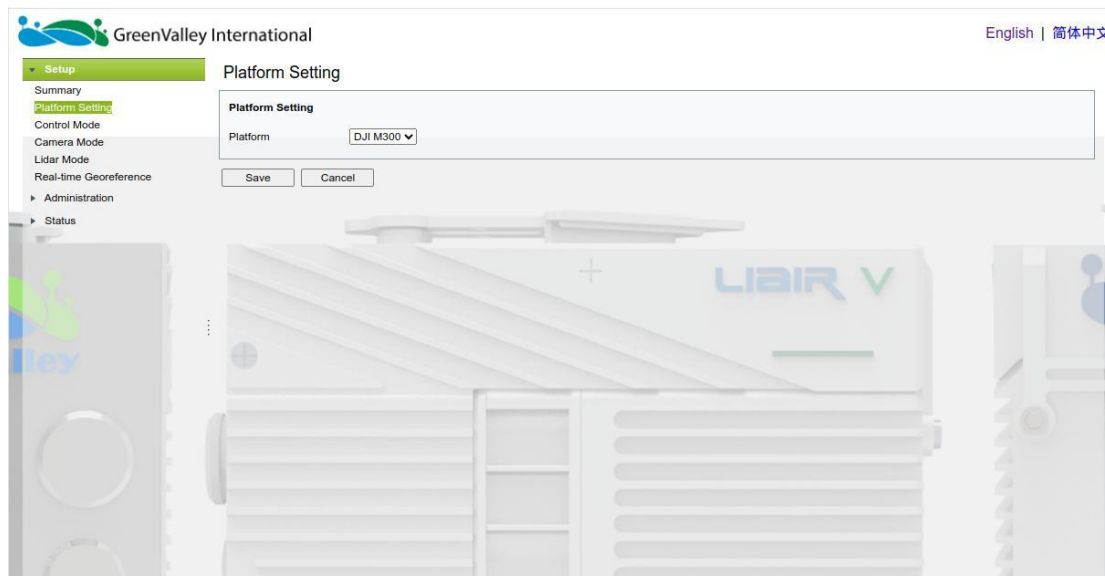 GreenValley International
English | 简体中文
Setup
Platform Setting
Summary
Platform Setting
Platform Setting
Control Mode
Platform
DJI M300
Camera Mode
Lidar Mode
Real-time Georeference
Save
Cancel
Administration
Status
LIAIR V
lley